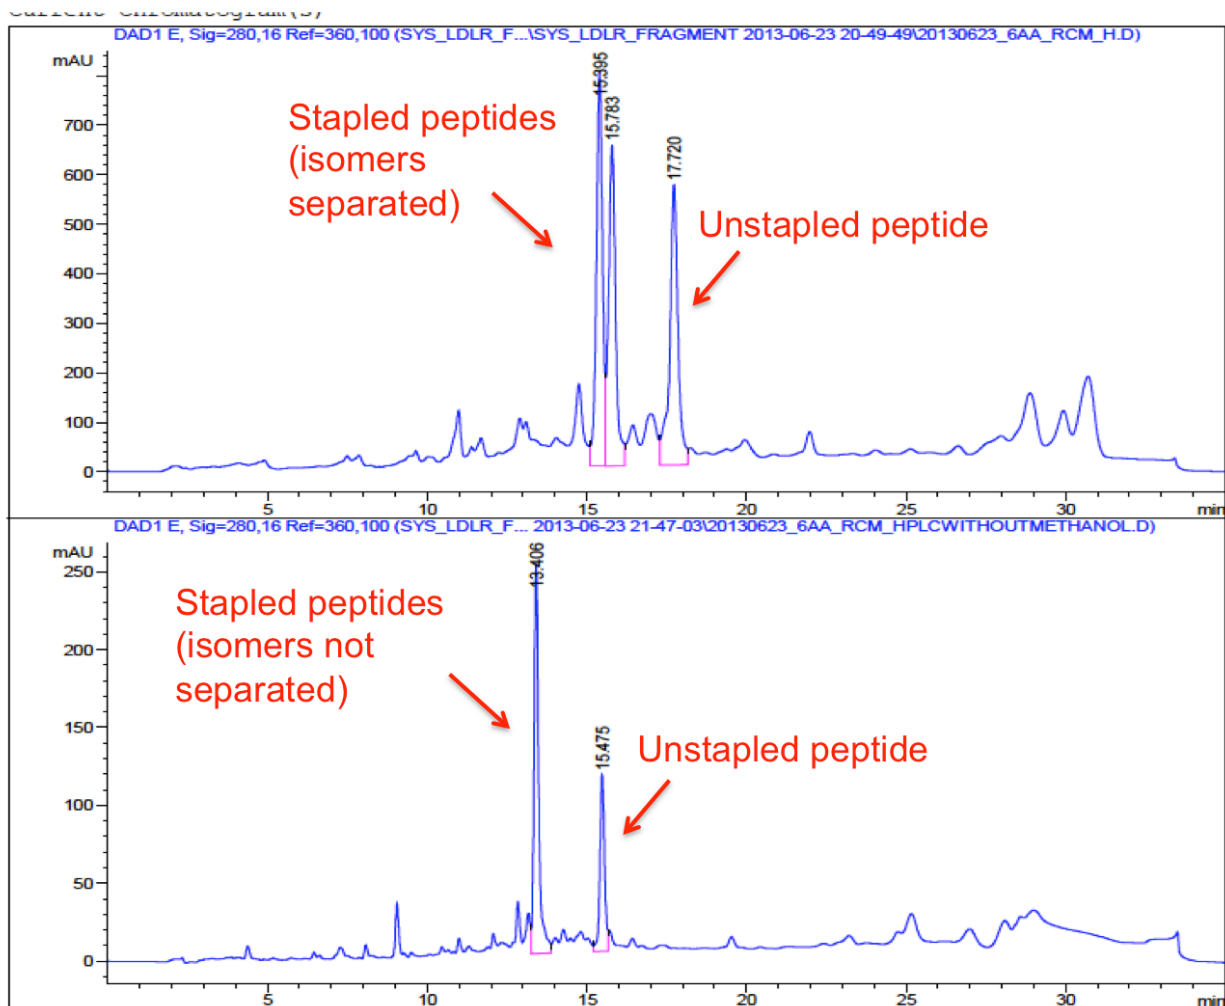 Current Chromatogram(s)
DAD1 E, Sig=280,16 Ref=360,100 (SYS_LDLR_F...\SYS_LDLR_FRAGMENT 2013-06-23 20-49-49\20130623_6AA_RCM_H.D)
mAU
15.395
15.783
17.720
Stapled peptides
(isomers
separated)
Unstapled peptide
700
600
500
400
300
200
100
0
5
10
15
20
25
30
min
DAD1 E, Sig=280,16 Ref=360,100 (SYS_LDLR_F... 2013-06-23 21-47-03\20130623_6AA_RCM_HPLCWITHOUTMETHANOL.D)
mAU
13.406
15.475
Stapled peptides
(isomers not
separated)
Unstapled peptide
250
200
150
100
50
0
5
10
15
20
25
30
min